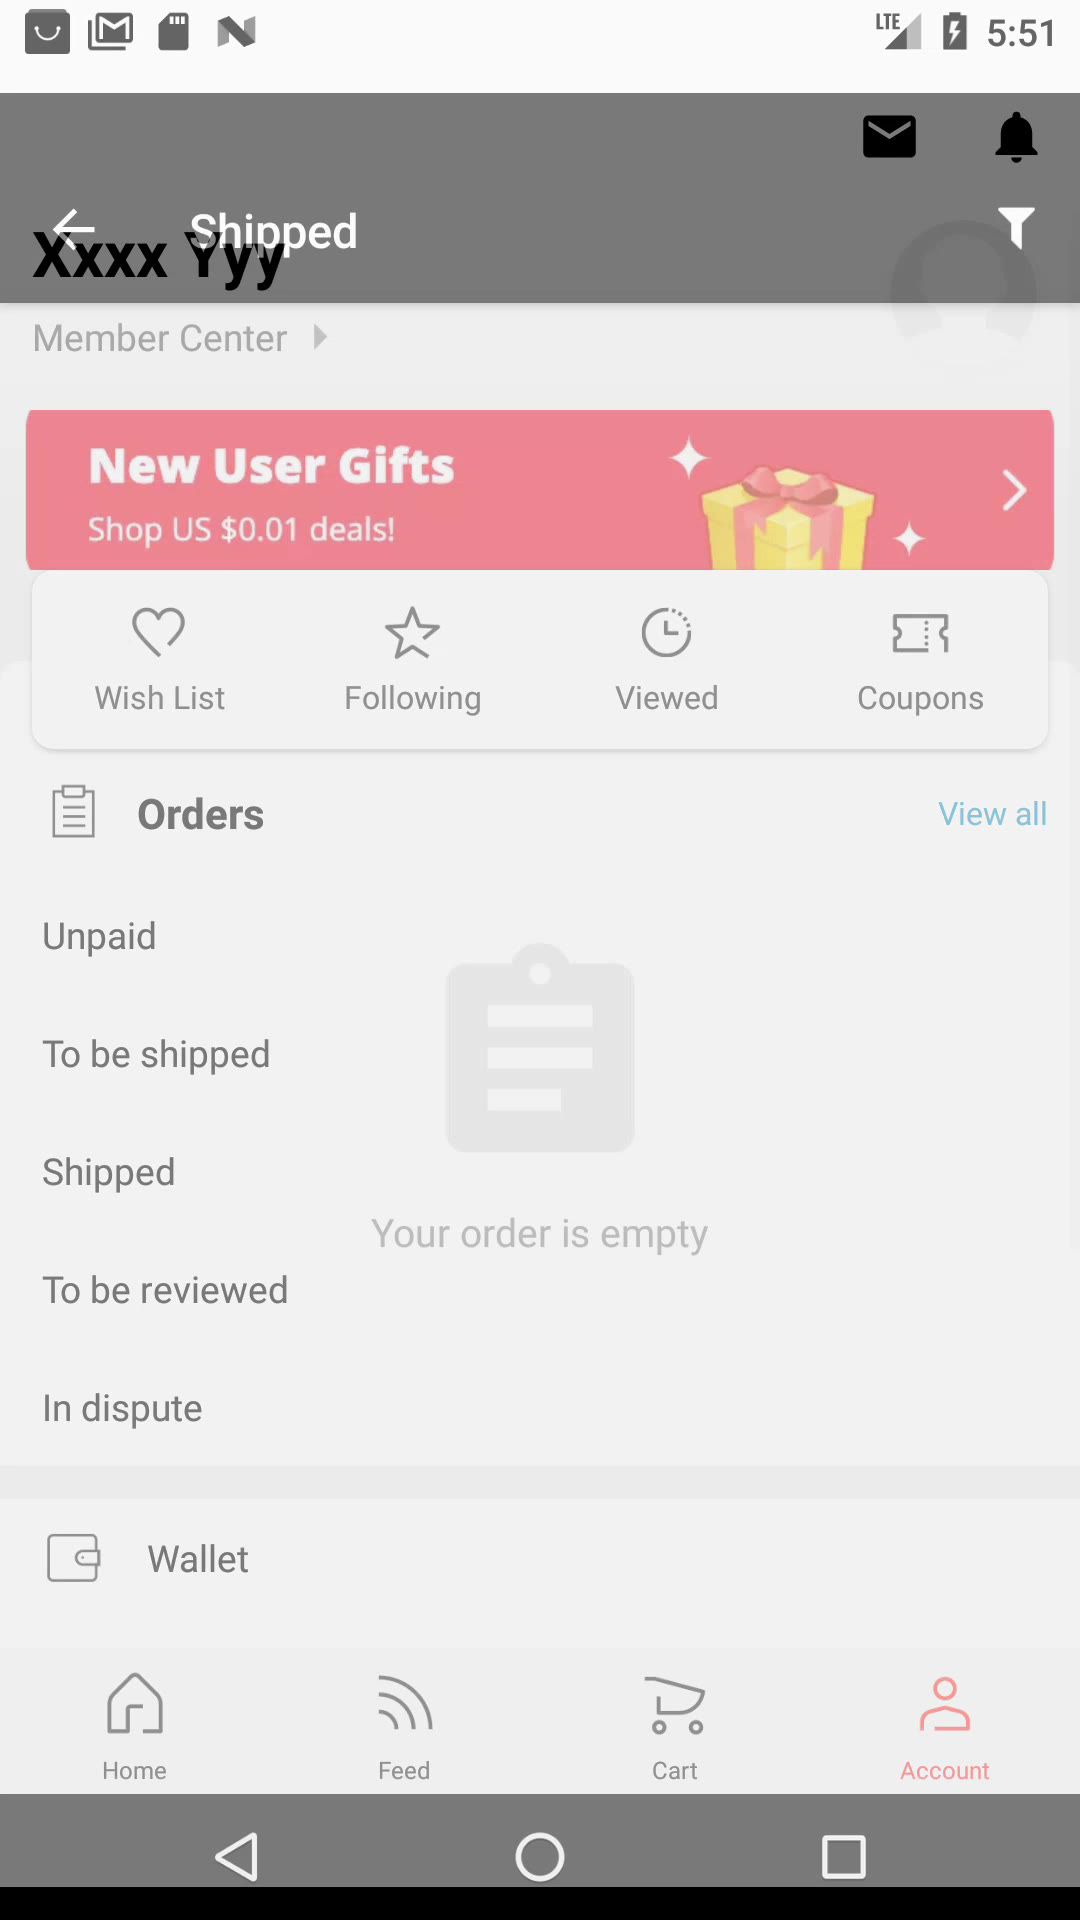 LTE 5:51
Shipped
Xxxx Yyy
Member Center
New User Gifts
Shop US $0.01 deals!
Wish List Following Viewed Coupons
Orders View all
Unpaid
To be shipped
Shipped
Your order is empty
To be reviewed
In dispute
Wallet
Home Feed Cart Account